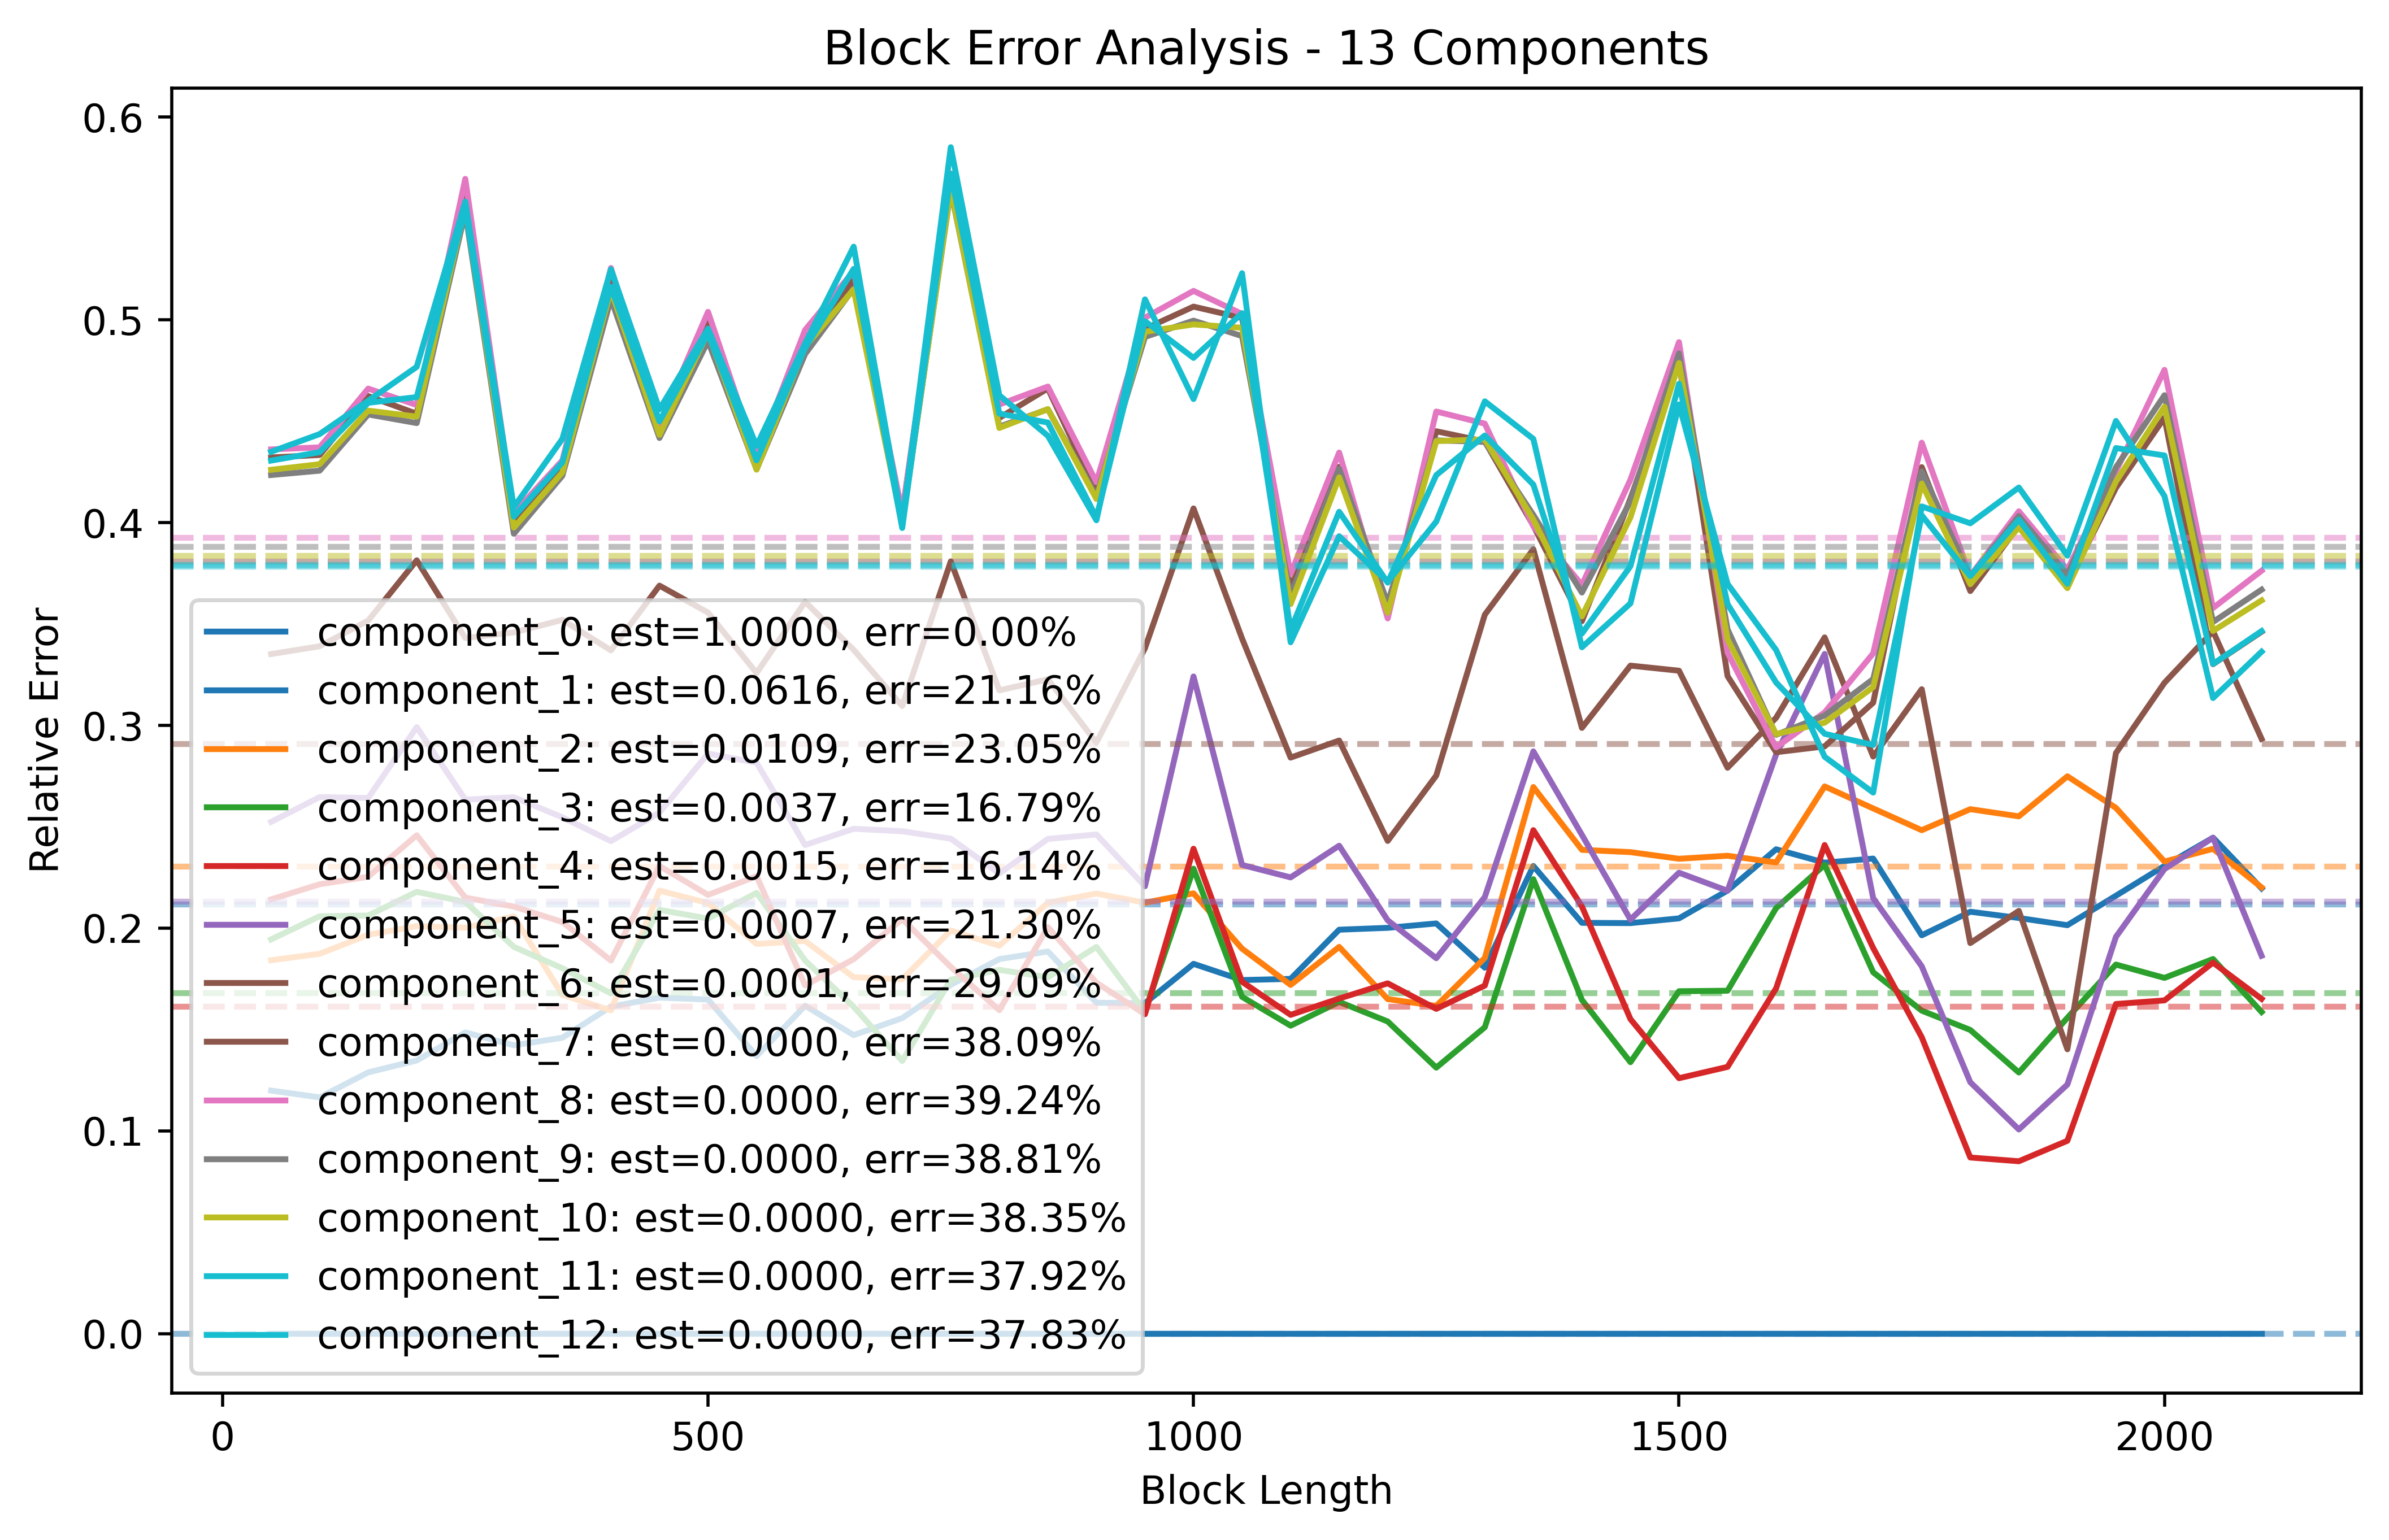 Block Error Analysis - 13 Components
Relative Error
0.6
0.5
0.4
0.3
0.2
0.1
0.0
component_0: est=1.0000, err=0.00%
component_1: est=0.0616, err=21.16%
component_2: est=0.0109, err=23.05%
component_3: est=0.0037, err=16.79%
component_4: est=0.0015, err=16.14%
component_5: est=0.0007, err=21.30%
component_6: est=0.0001, err=29.09%
component_7: est=0.0000, err=38.09%
component_8: est=0.0000, err=39.24%
component_9: est=0.0000, err=38.81%
component_10: est=0.0000, err=38.35%
component_11: est=0.0000, err=37.92%
component_12: est=0.0000, err=37.83%
0 500 1000 1500 2000
Block Length